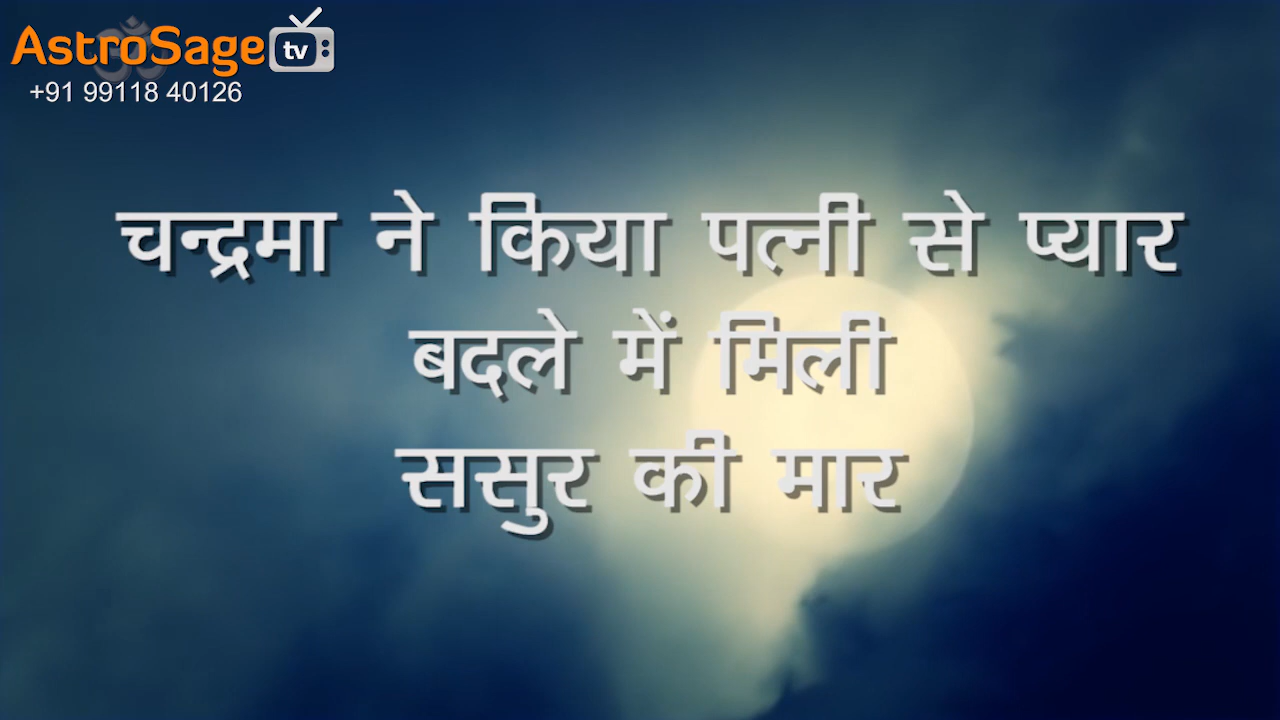 AstroSage tv
+91 99118 40126
चन्द्रमा ने किया पत्नी से प्यार
बदले में मिली
ससुर की मार